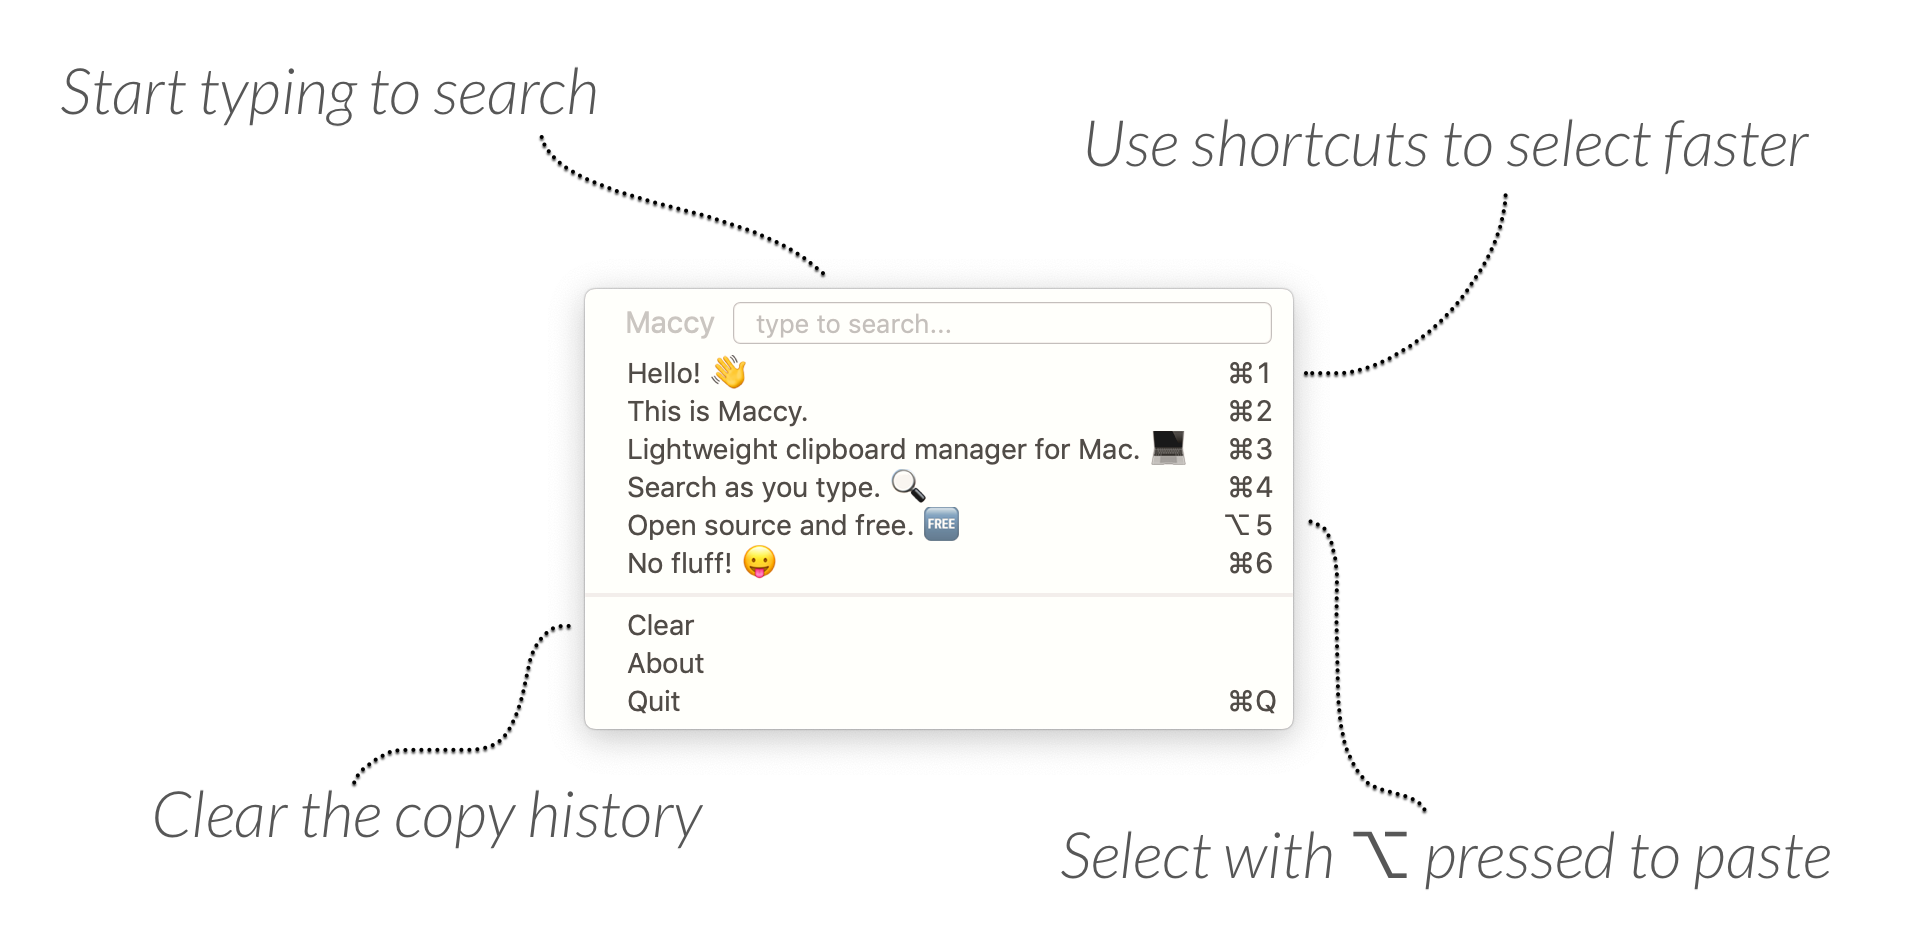 Start typing to search
Use shortcuts to select faster
Maccy type to search...
Hello! 👋 ⌘1
This is Maccy. ⌘2
Lightweight clipboard manager for Mac. 💻 ⌘3
Search as you type. 🔍 ⌘4
Open source and free. 🆓 ⌥5
No fluff! 😛 ⌘6
Clear
About
Quit ⌘Q
Clear the copy history
Select with ⌥ pressed to paste